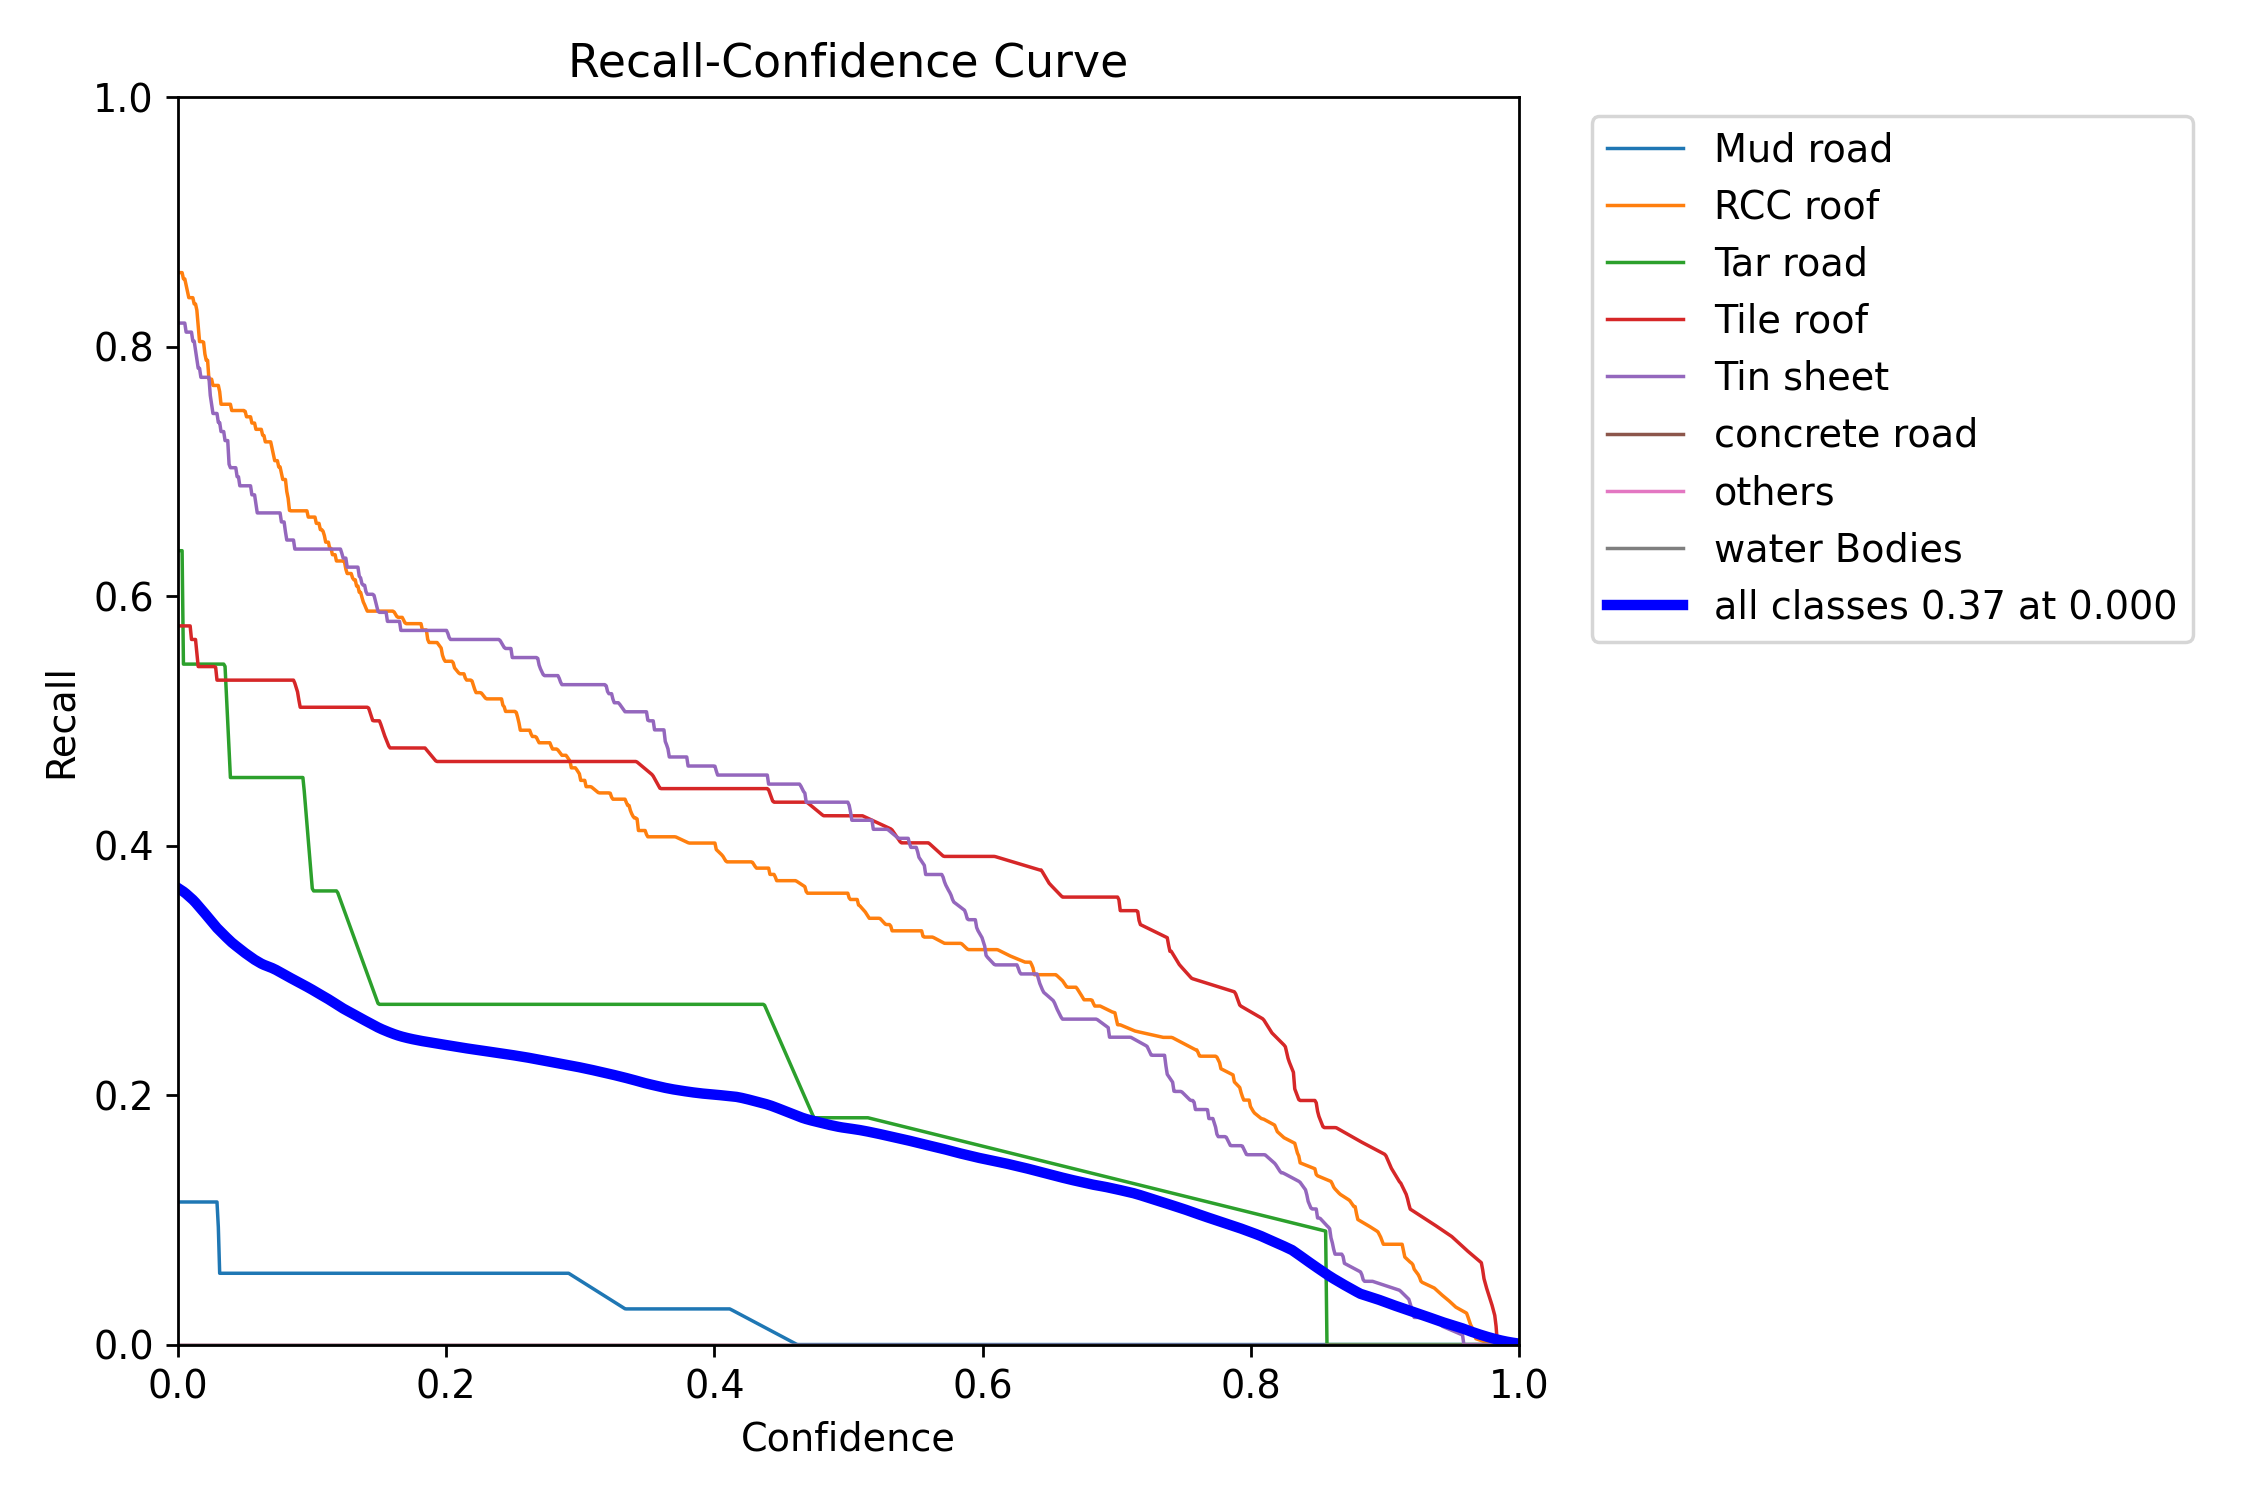 Recall-Confidence Curve
1.0
0.8
0.6
0.4
0.2
0.0
Recall
0.0 0.2 0.4 0.6 0.8 1.0
Confidence
Mud road
RCC roof
Tar road
Tile roof
Tin sheet
concrete road
others
water Bodies
all classes 0.37 at 0.000